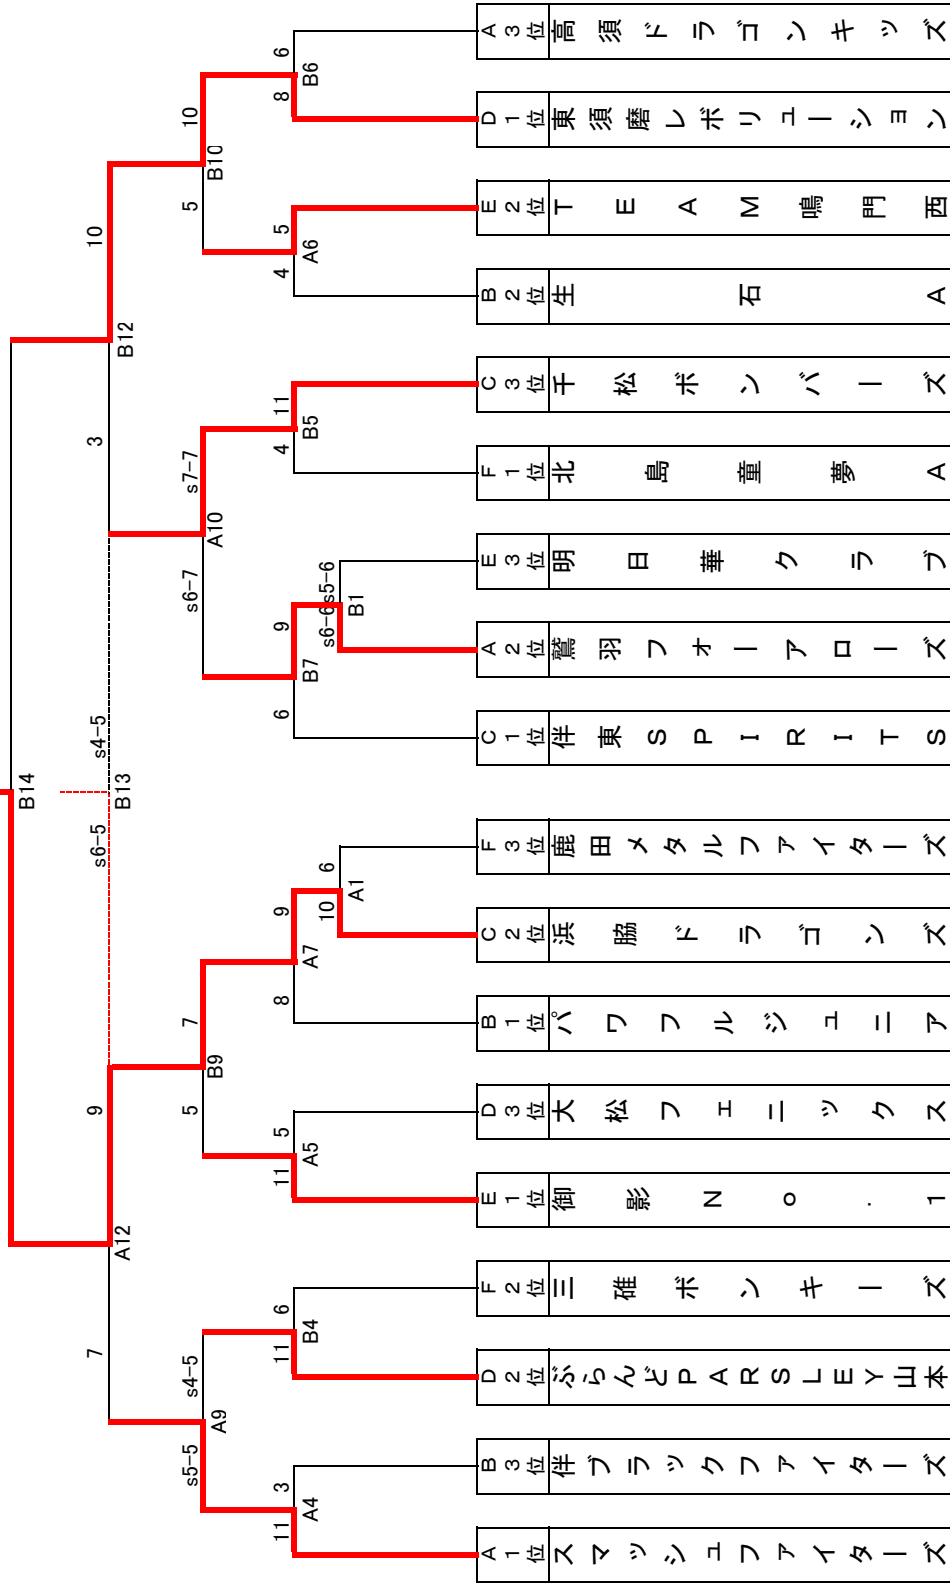 A3位 高須ドラゴンキッズ
D1位 東須磨レボリューション
E2位 TEAM鳴門西
B2位 生石A
C3位 千松ボンバーズ
F1位 北島童夢A
E3位 明日華クラブ
A2位 鷲羽フォーアローズ
C1位 伴東SPIRITS
F3位 鹿田メタルファイターズ
C2位 浜脇ドラゴンズ
B1位 パワフルジュニア
D3位 大松フェニックス
E1位 御影No.1
F2位 三碓ボンキーズ
D2位 ぶらんどPARSLEY山本
B3位 伴ブラックファイターズ
A1位 スマッシュファイターズ
6
B6
8
5
A6
4
11
B5
4
s5-6
B1
s6-6
9
B7
6
6
A1
10
9
A7
8
5
A5
11
6
B4
11
3
A4
11
10
B10
5
s7-7
A10
s6-7
7
B9
5
s4-5
A9
s5-5
10
B12
3
s4-5
B13
s6-5
9
A12
7
B14